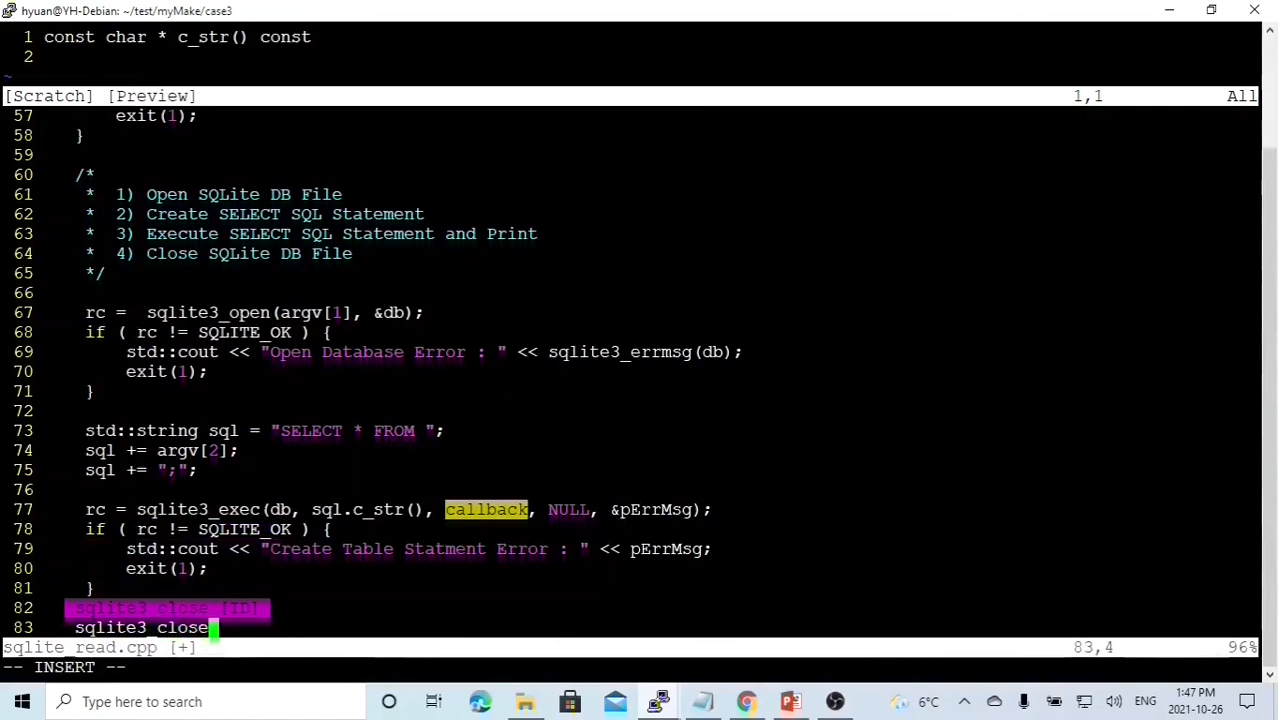 hyuan@YH-Debian: ~/test/myMake/case3
1 const char * c_str() const
2
~
[Scratch] [Preview] 1,1 All
57 exit(1);
58 }
59
60 /*
61 * 1) Open SQLite DB File
62 * 2) Create SELECT SQL Statement
63 * 3) Execute SELECT SQL Statement and Print
64 * 4) Close SQLite DB File
65 */
66
67 rc = sqlite3_open(argv[1], &db);
68 if ( rc != SQLITE_OK ) {
69 std::cout << "Open Database Error : " << sqlite3_errmsg(db);
70 exit(1);
71 }
72
73 std::string sql = "SELECT * FROM ";
74 sql += argv[2];
75 sql += ";";
76
77 rc = sqlite3_exec(db, sql.c_str(), callback, NULL, &pErrMsg);
78 if ( rc != SQLITE_OK ) {
79 std::cout << "Create Table Statment Error : " << pErrMsg;
80 exit(1);
81 }
82 sqlite3_close [ID]
83 sqlite3_close
sqlite_read.cpp [+] 83,4 96%
-- INSERT --
Type here to search
6°C
ENG
1:47 PM
2021-10-26